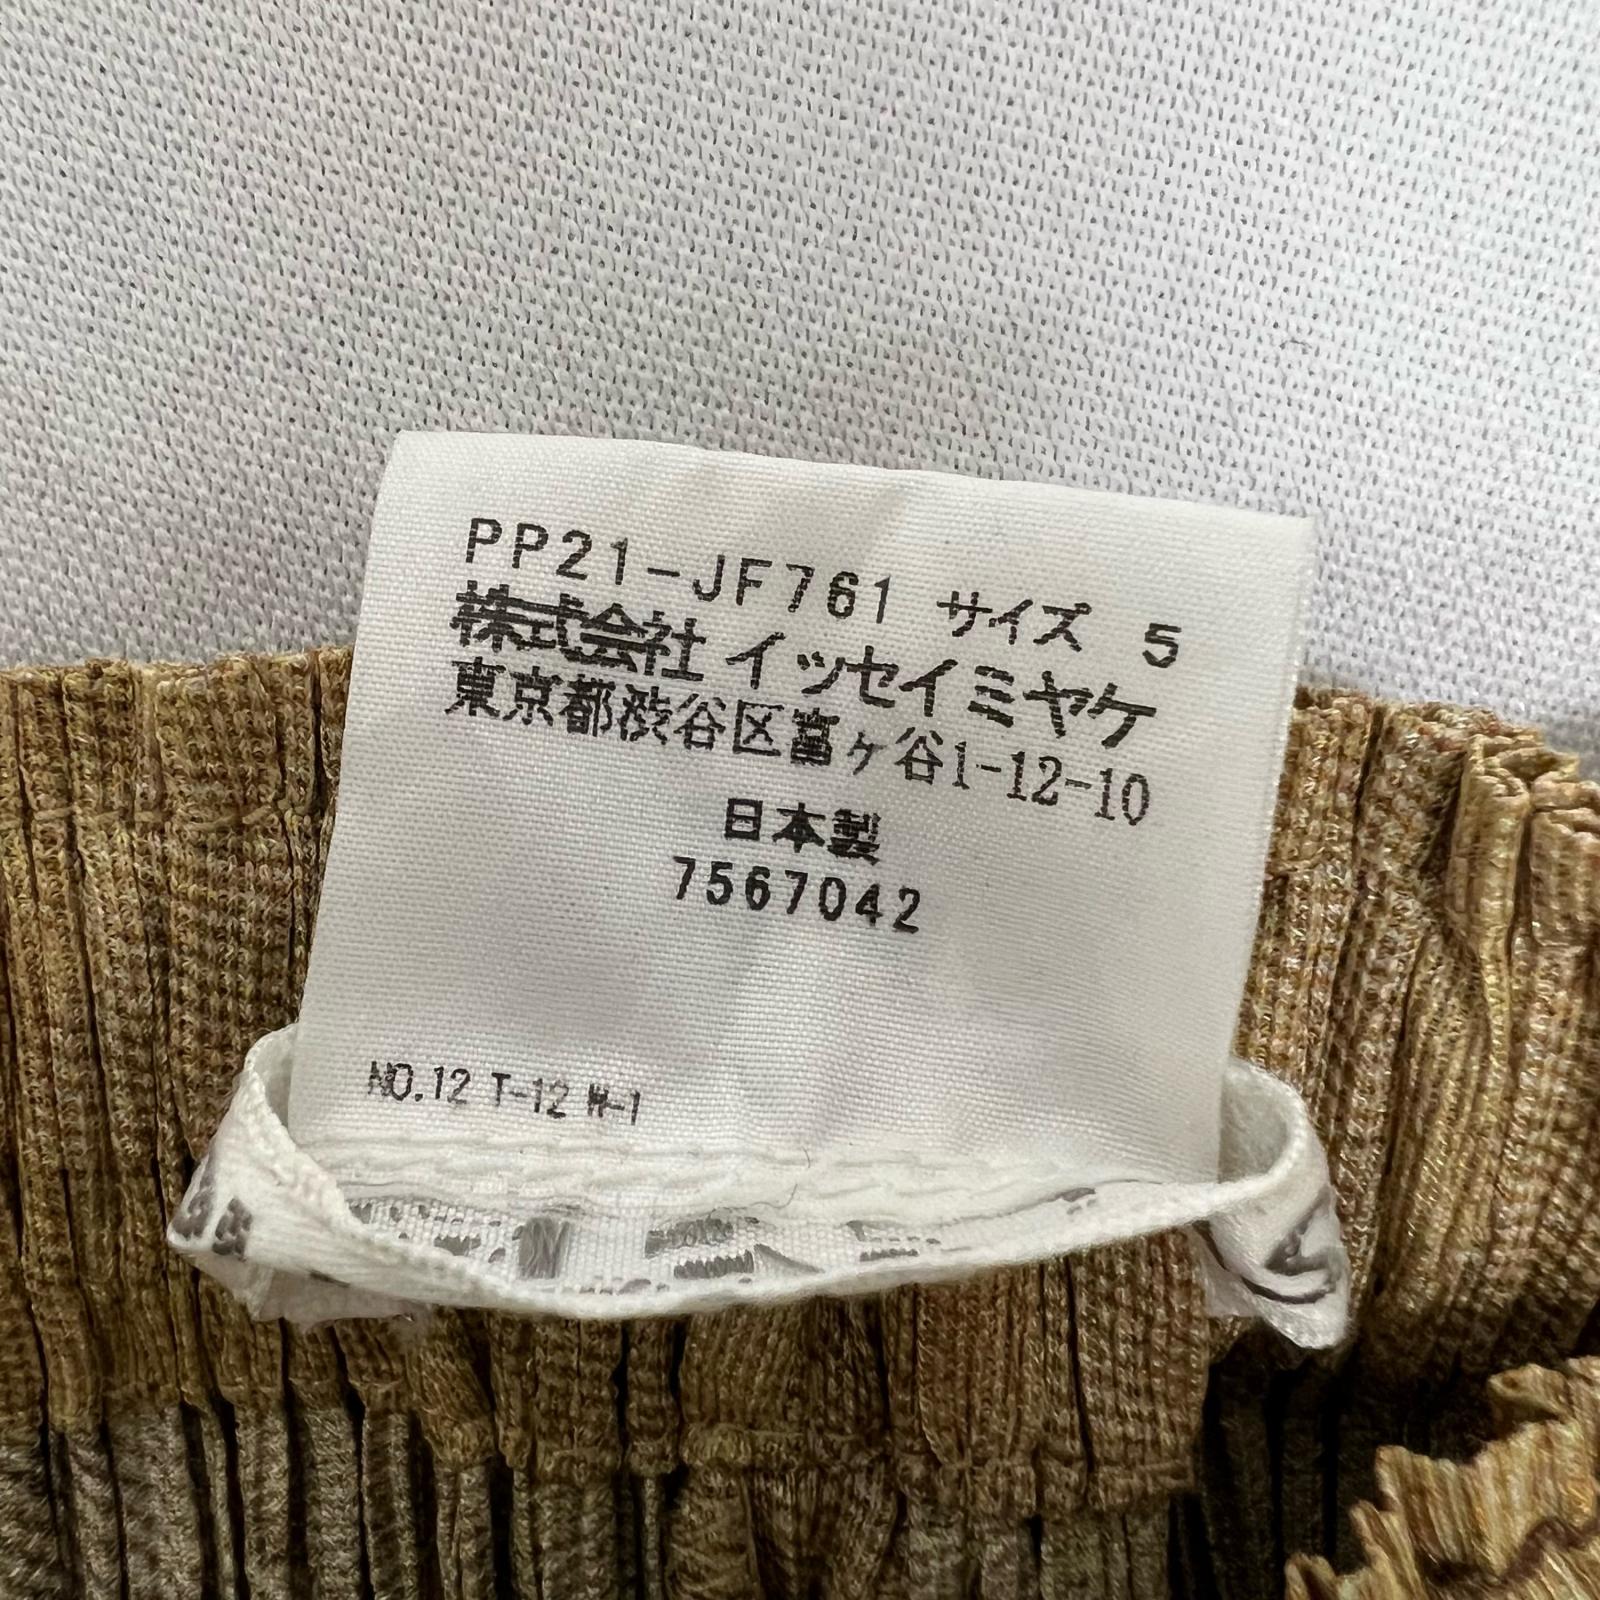 PP21-JF761 サイズ 5
株式会社 イッセイミヤケ
東京都渋谷区富ヶ谷1-12-10
日本製
7567042
NO.12 T-12 W-1